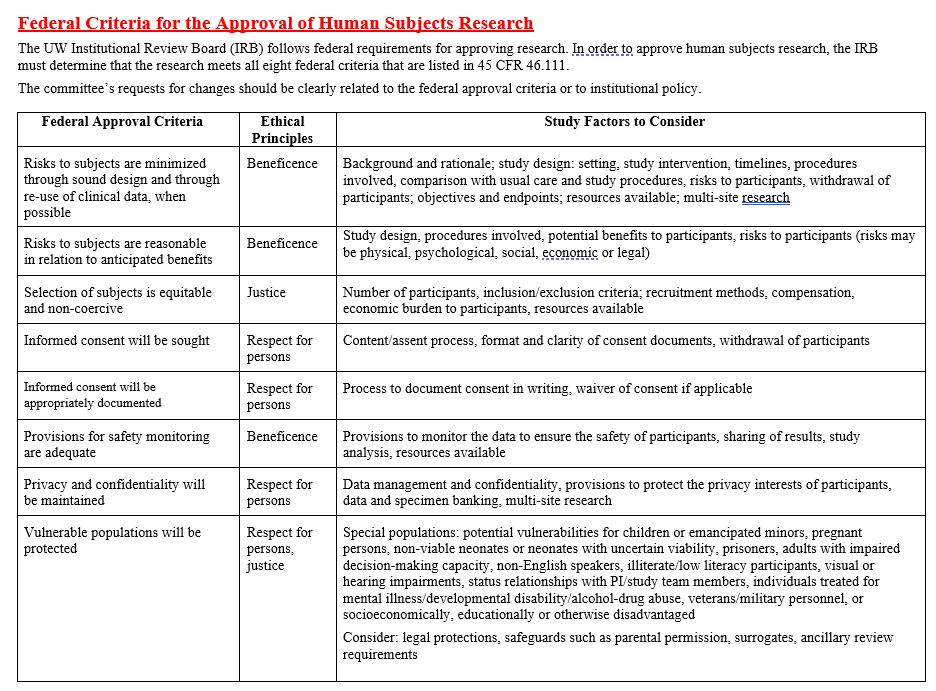 Federal Criteria for the Approval of Human Subjects Research
The UW Institutional Review Board (IRB) follows federal requirements for approving research. In order to approve human subjects research, the IRB
must determine that the research meets all eight federal criteria that are listed in 45 CFR 46.111.
The committee's requests for changes should be clearly related to the federal approval criteria or to institutional policy.
Federal Approval Criteria
Ethical
Principles
Study Factors to Consider
Risks to subjects are minimized
through sound design and through
re-use of clinical data, when
possible
Beneficence
Background and rationale; study design: setting, study intervention, timelines, procedures
involved, comparison with usual care and study procedures, risks to participants, withdrawal of
participants; objectives and endpoints; resources available; multi-site research
Risks to subjects are reasonable
in relation to anticipated benefits
Beneficence
Study design, procedures involved, potential benefits to participants, risks to participants (risks may
be physical, psychological, social, economic or legal)
Selection of subjects is equitable
and non-coercive
Justice
Number of participants, inclusion/exclusion criteria; recruitment methods, compensation,
economic burden to participants, resources available
Informed consent will be sought
Respect for
persons
Content/assent process, format and clarity of consent documents, withdrawal of participants
Informed consent will be
appropriately documented
Respect for
persons
Process to document consent in writing, waiver of consent if applicable
Provisions for safety monitoring
are adequate
Beneficence
Provisions to monitor the data to ensure the safety of participants, sharing of results, study
analysis, resources available
Privacy and confidentiality will
be maintained
Respect for
persons
Data management and confidentiality, provisions to protect the privacy interests of participants,
data and specimen banking, multi-site research
Vulnerable populations will be
protected
Respect for
persons,
justice
Special populations: potential vulnerabilities for children or emancipated minors, pregnant
persons, non-viable neonates or neonates with uncertain viability, prisoners, adults with impaired
decision-making capacity, non-English speakers, illiterate/low literacy participants, visual or
hearing impairments, status relationships with PI/study team members, individuals treated for
mental illness/developmental disability/alcohol-drug abuse, veterans/military personnel, or
socioeconomically, educationally or otherwise disadvantaged
Consider: legal protections, safeguards such as parental permission, surrogates, ancillary review
requirements